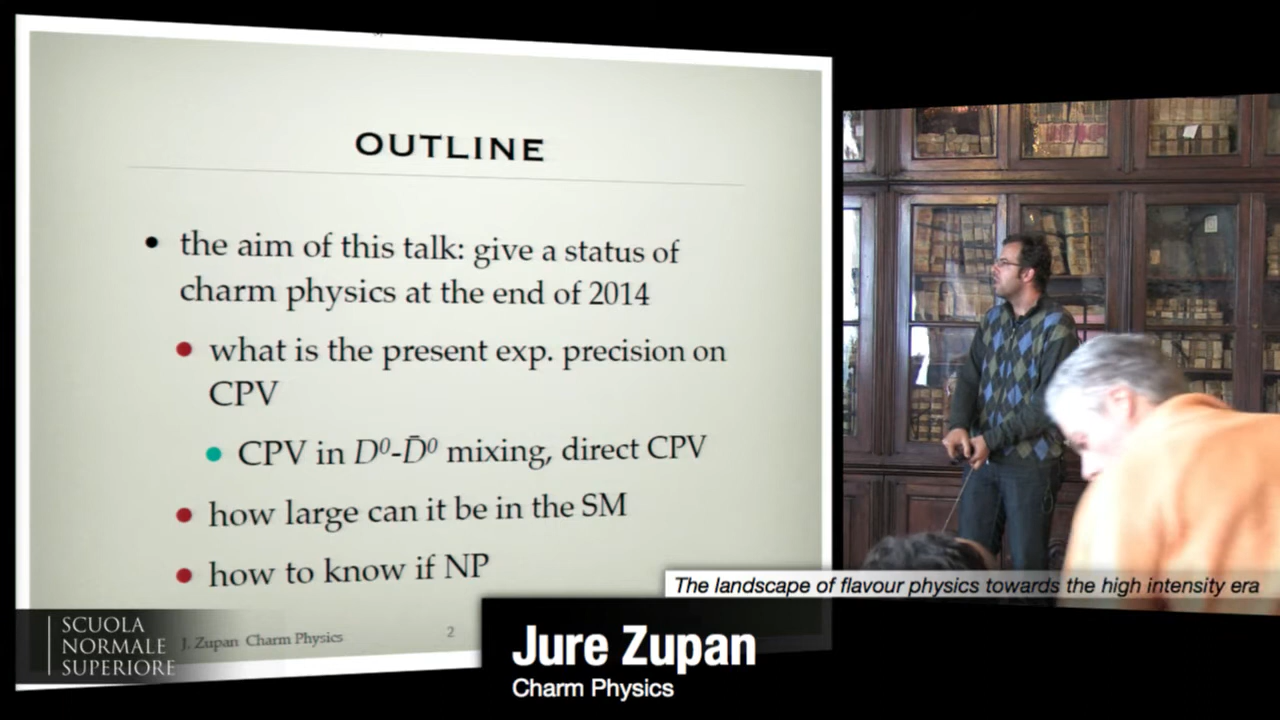 OUTLINE
• the aim of this talk: give a status of
charm physics at the end of 2014
• what is the present exp. precision on
CPV
• CPV in D⁰-D̄⁰ mixing, direct CPV
• how large can it be in the SM
• how to know if NP
J. Zupan Charm Physics
2
SCUOLA
NORMALE
SUPERIORE
The landscape of flavour physics towards the high intensity era
Jure Zupan
Charm Physics